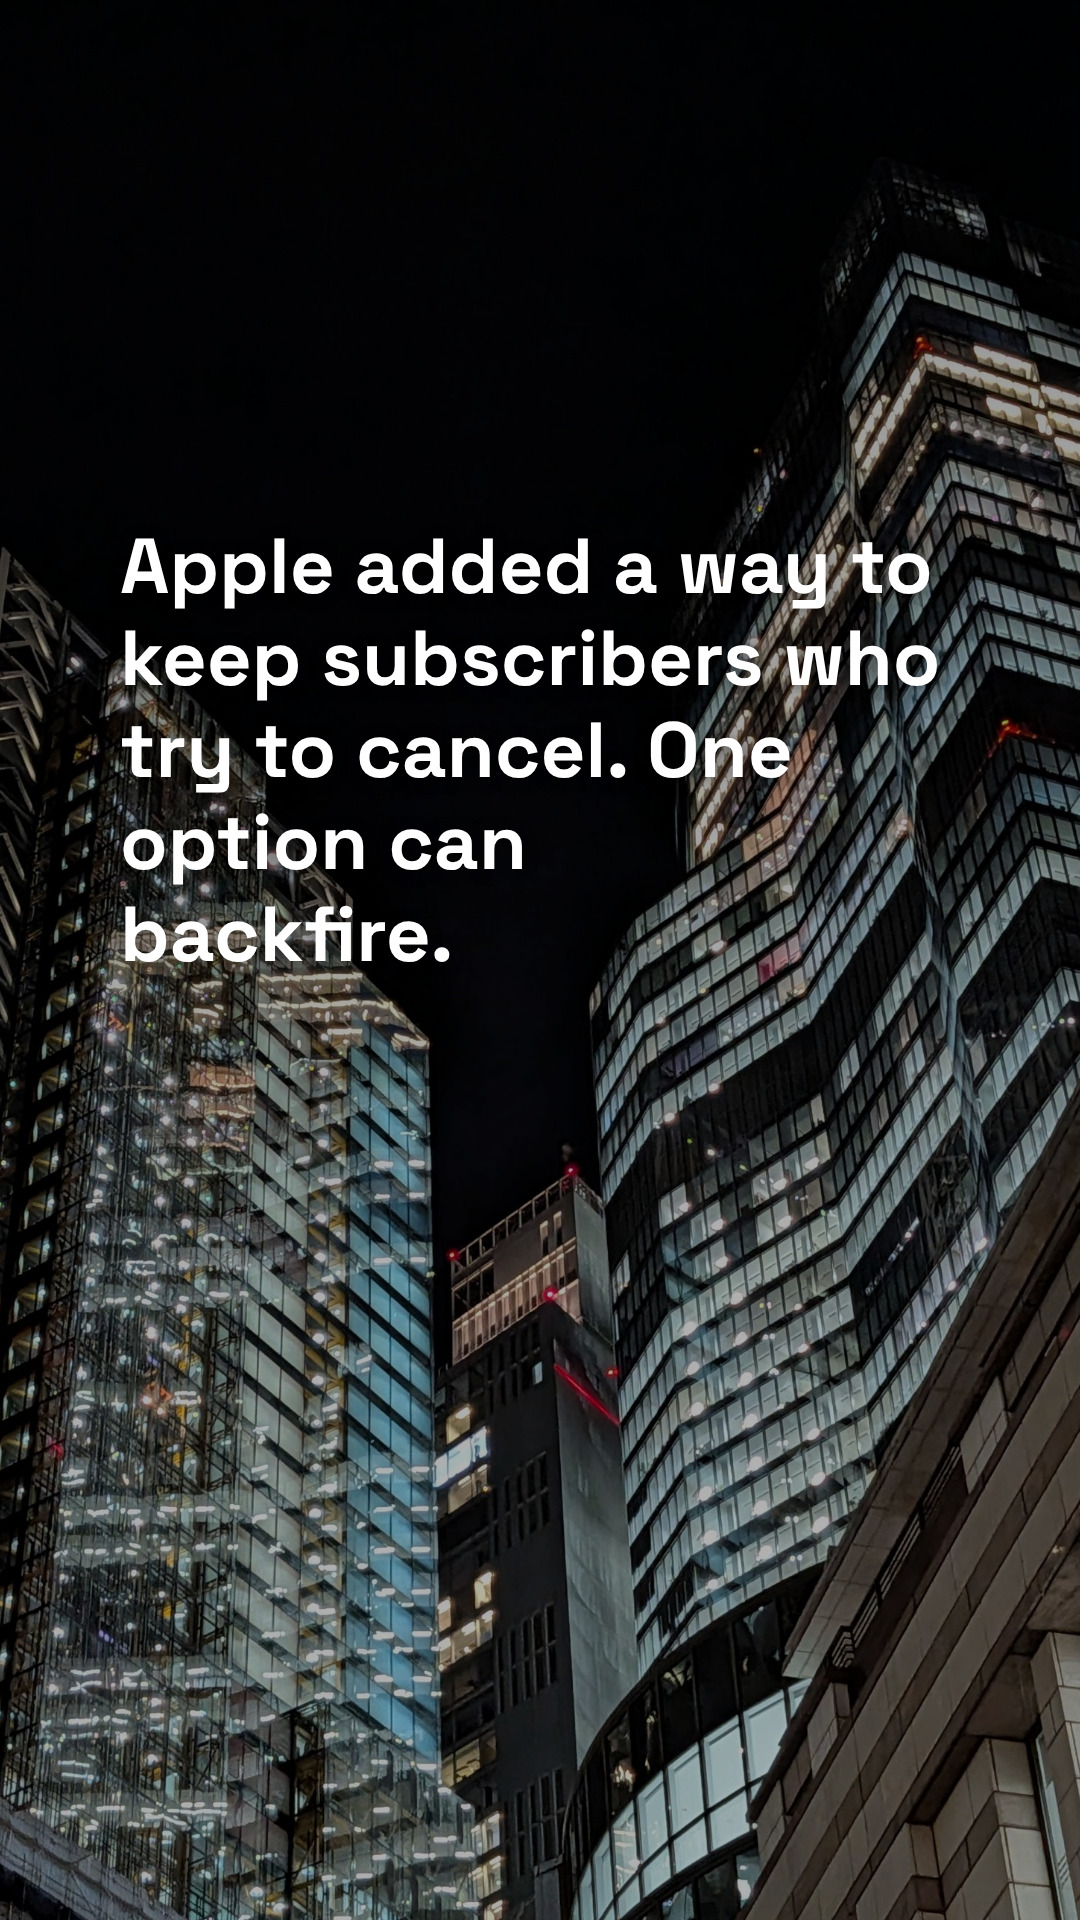 Apple added a way to
keep subscribers who
try to cancel. One
option can
backfire.